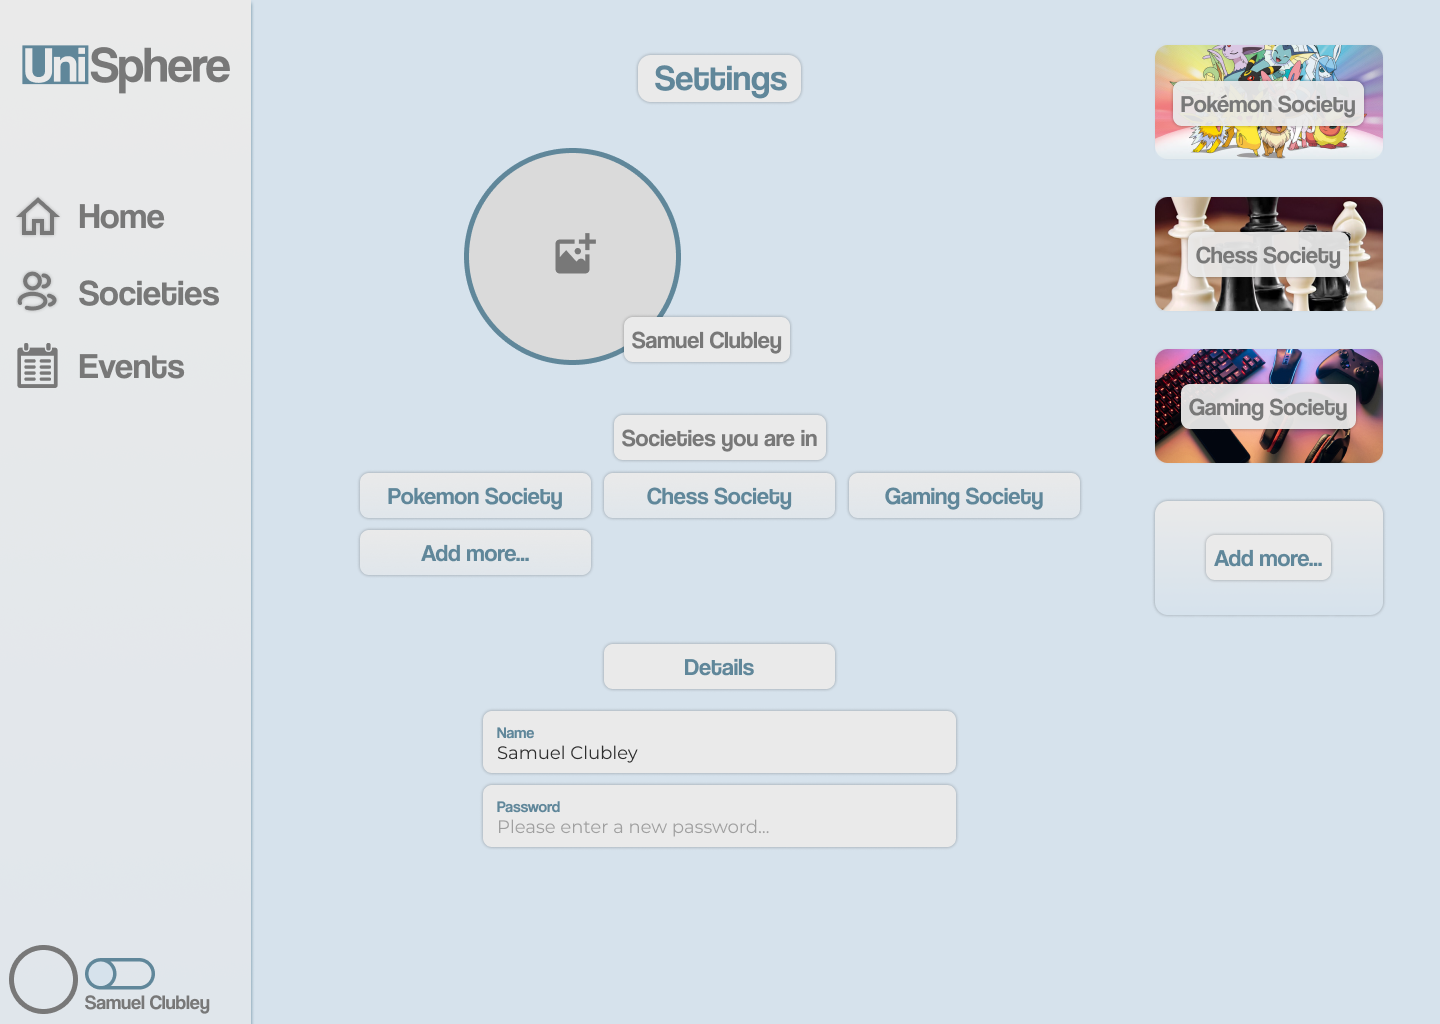 UniSphere
Home
Societies
Events
Samuel Clubley
Settings
Samuel Clubley
Societies you are in
Pokemon Society
Chess Society
Gaming Society
Add more...
Details
Name
Samuel Clubley
Password
Please enter a new password...
Pokémon Society
Chess Society
Gaming Society
Add more...